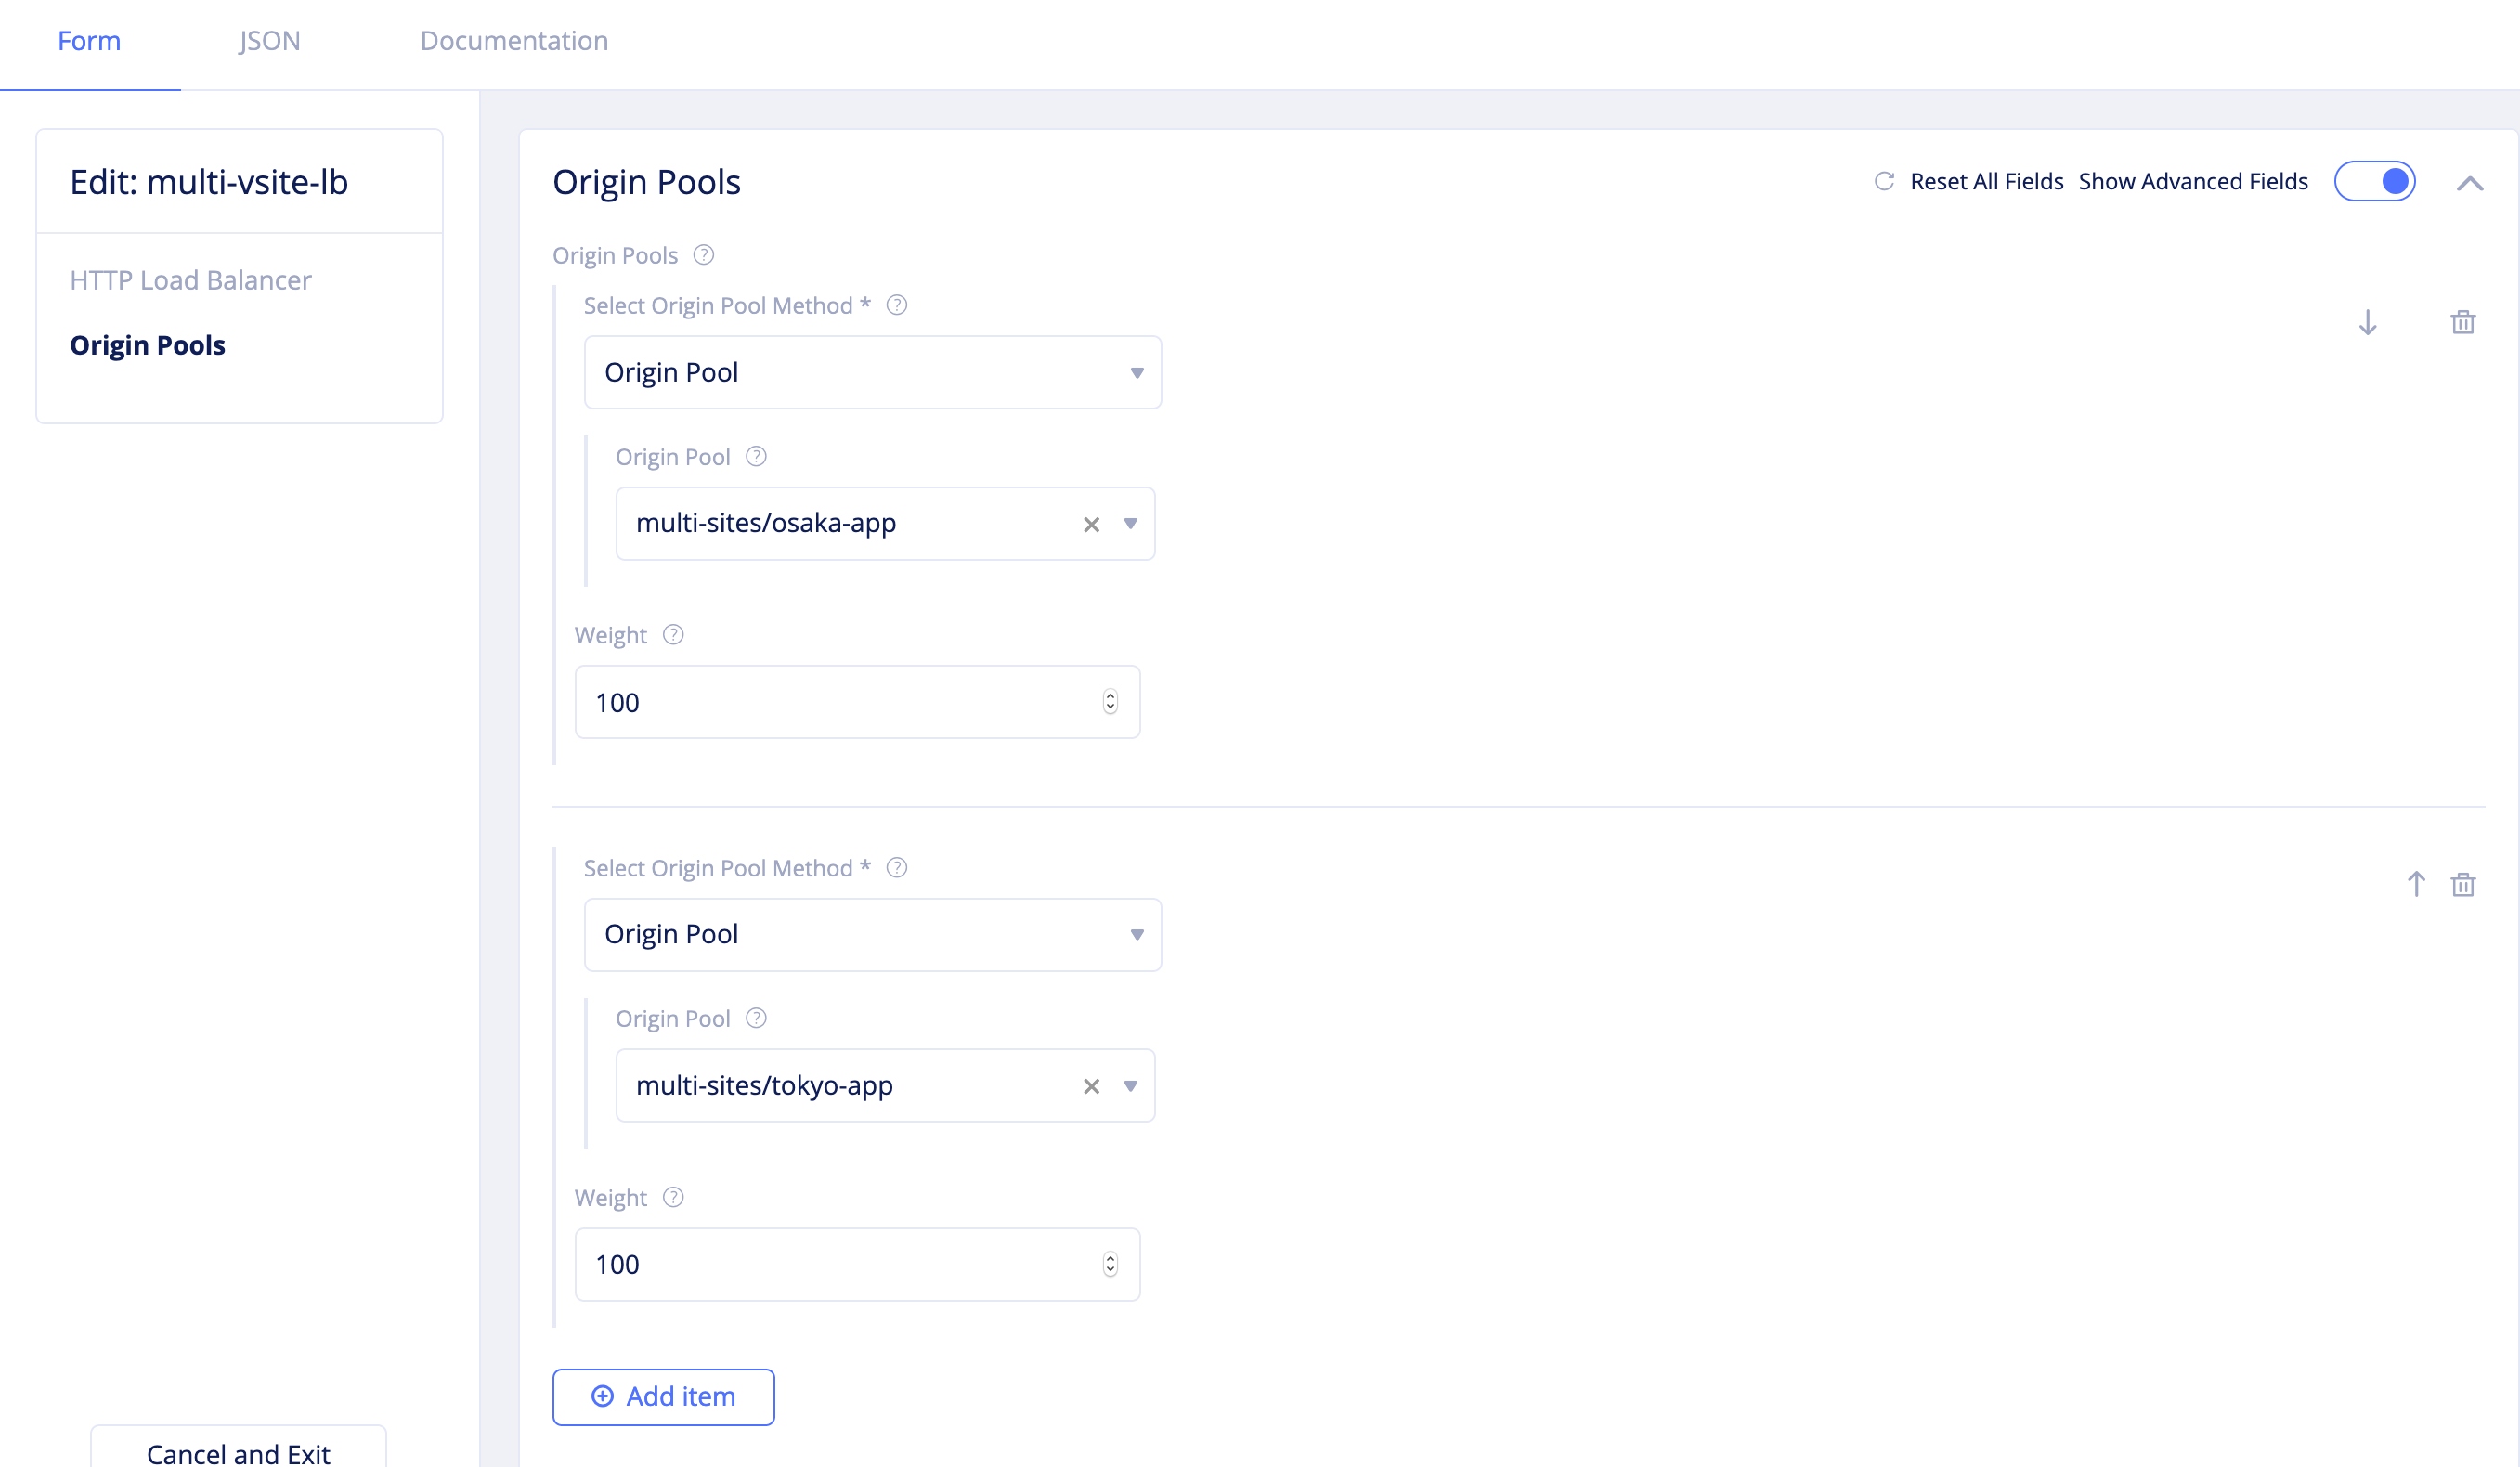 Form JSON Documentation
Edit: multi-vsite-lb
HTTP Load Balancer
Origin Pools
Cancel and Exit
Origin Pools
Reset All Fields Show Advanced Fields
Origin Pools ?
Select Origin Pool Method * ?
Origin Pool
Origin Pool ?
multi-sites/osaka-app
Weight ?
100
Select Origin Pool Method * ?
Origin Pool
Origin Pool ?
multi-sites/tokyo-app
Weight ?
100
Add item